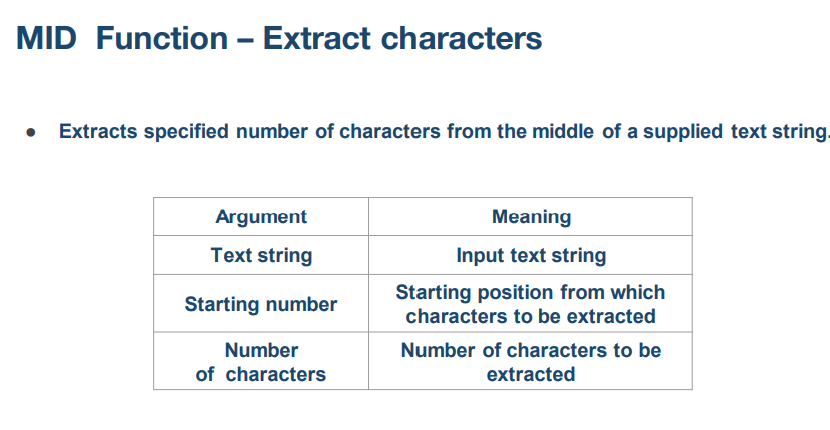 MID Function – Extract characters
● Extracts specified number of characters from the middle of a supplied text string.
Argument Meaning
Text string Input text string
Starting number Starting position from which
characters to be extracted
Number Number of characters to be
of characters extracted